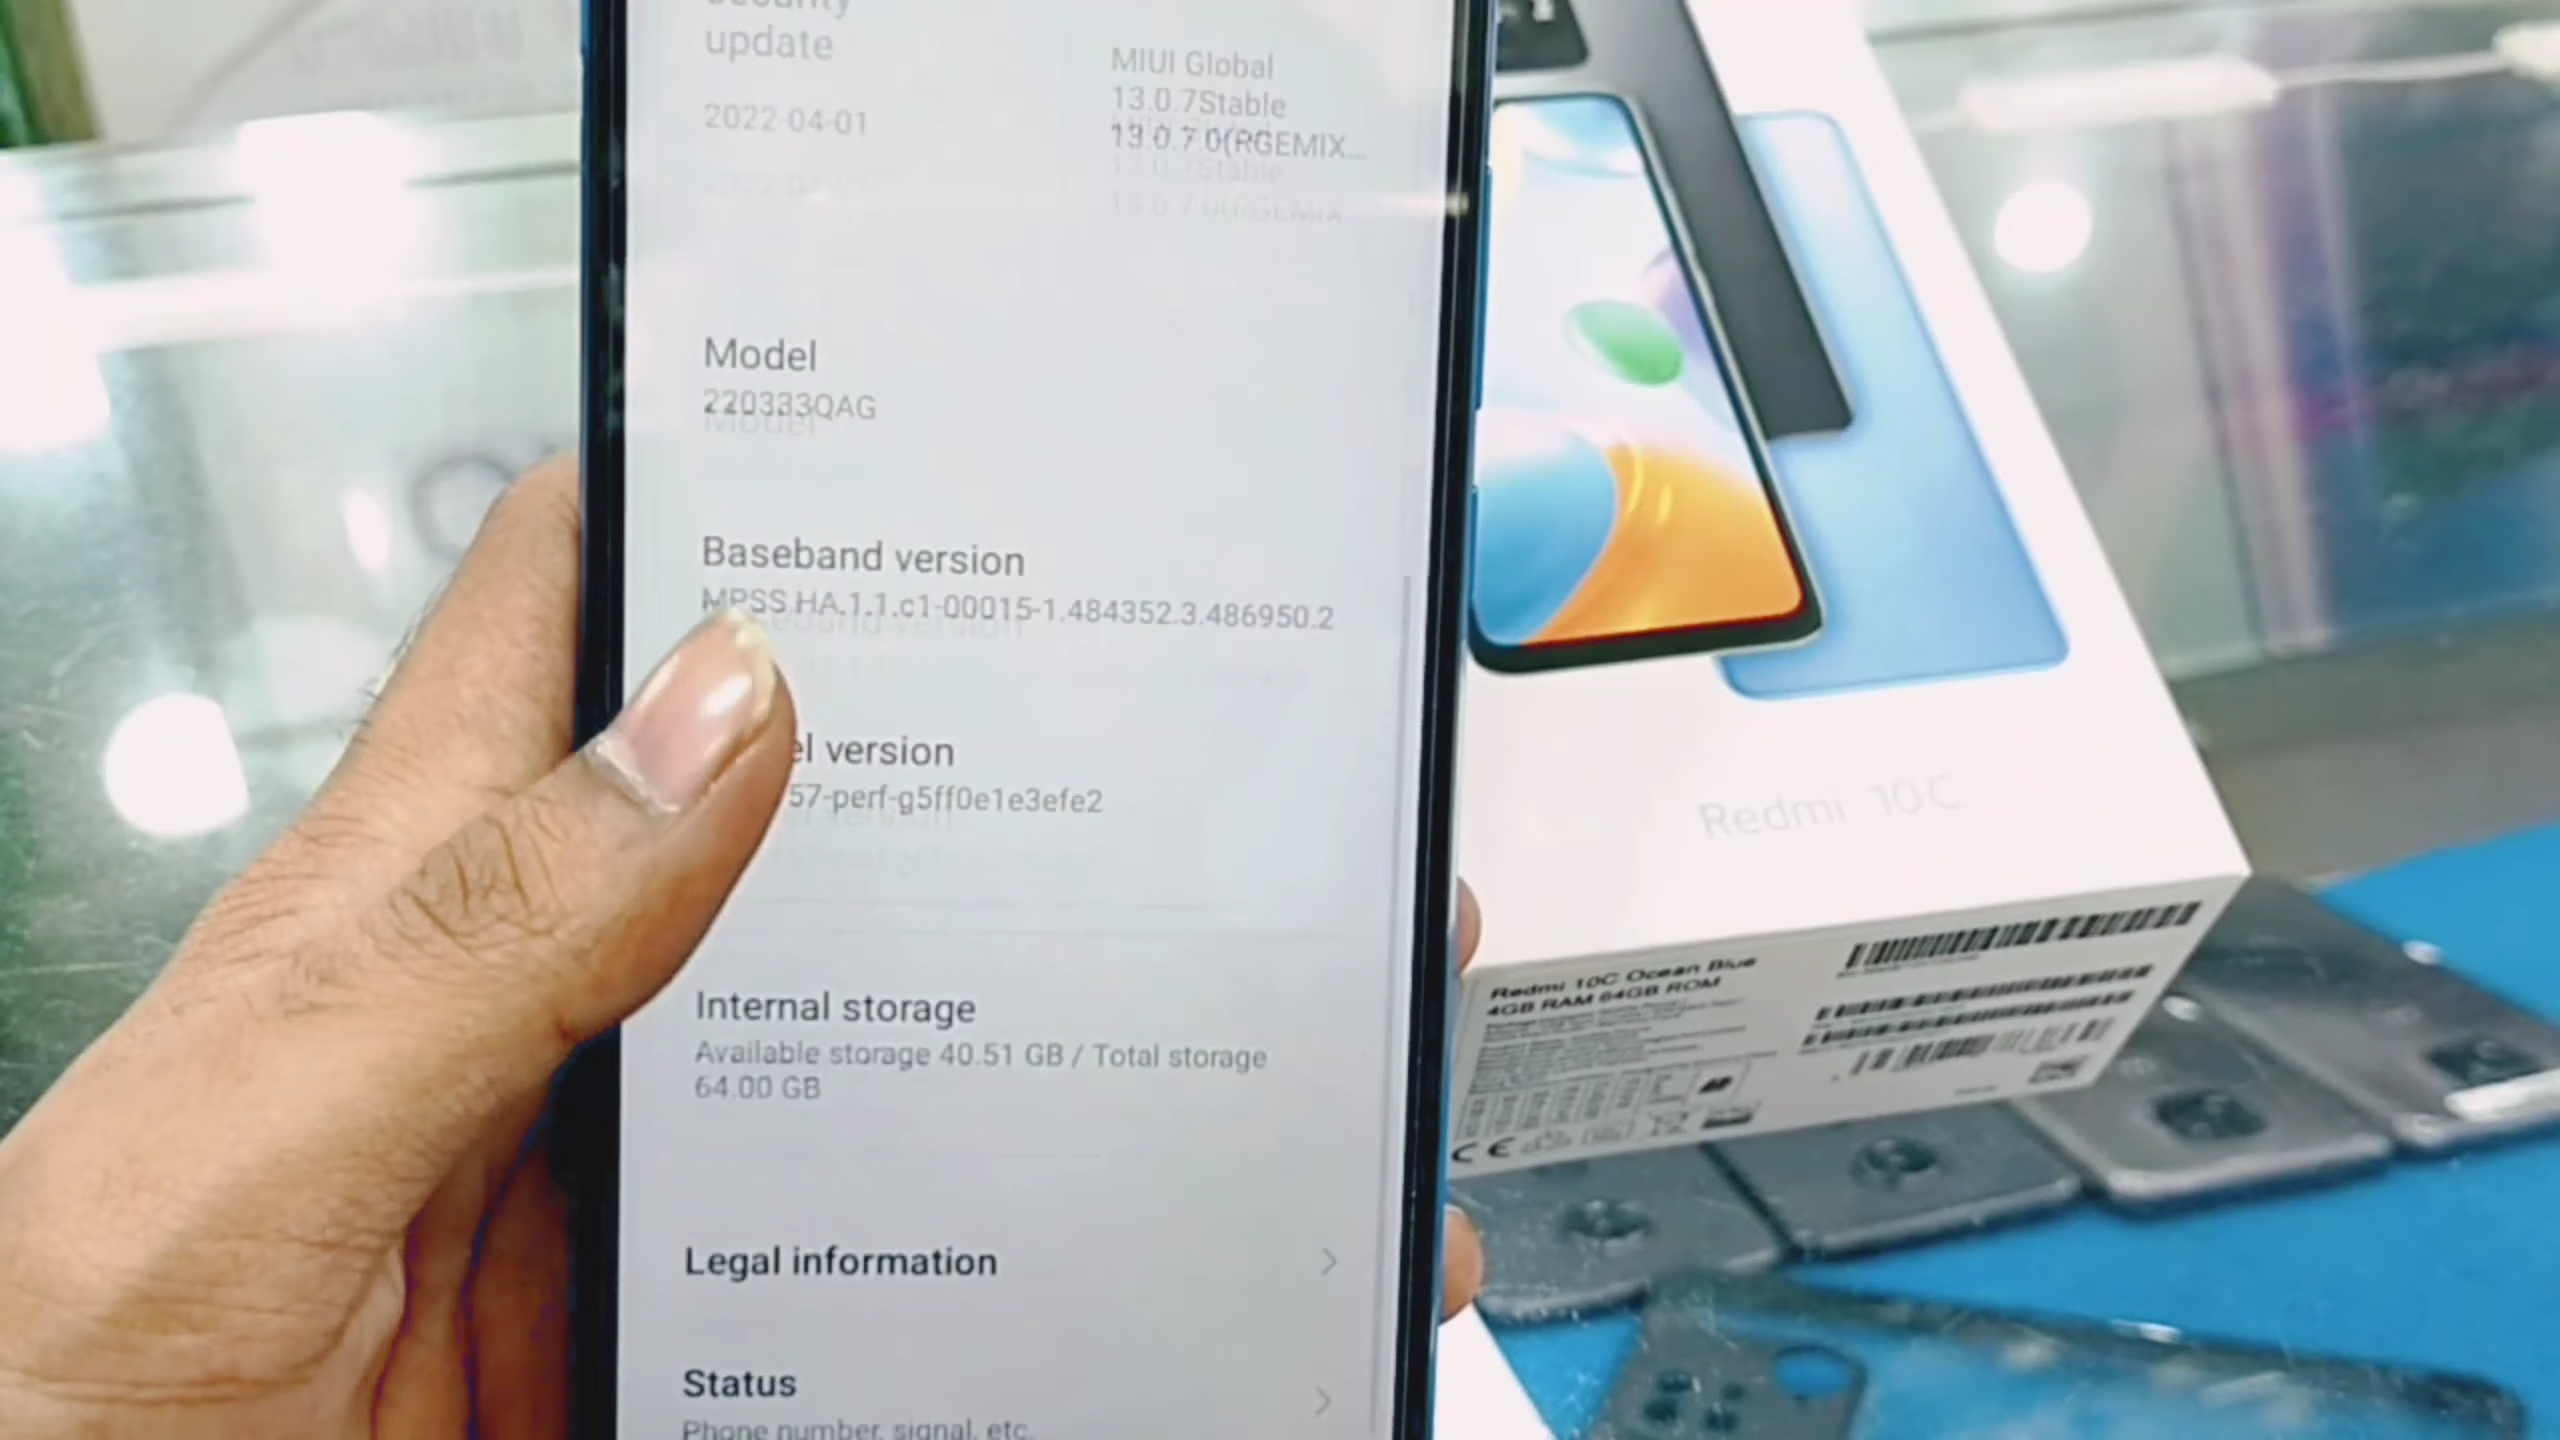 update
2022-04-01
MIUI Global
13.0.7Stable
13.0.7.0(RGEMIX...
Model
220333QAG
Baseband version
MPSS.HA.1.1.c1-00015-1.484352.3.486950.2
el version
57-perf-g5ff0e1e3efe2
Internal storage
Available storage 40.51 GB / Total storage
64.00 GB
Legal information
Status
Phone number, signal, etc.
Redmi 10C
Redmi 10C Ocean Blue
4GB RAM 64GB ROM
CE